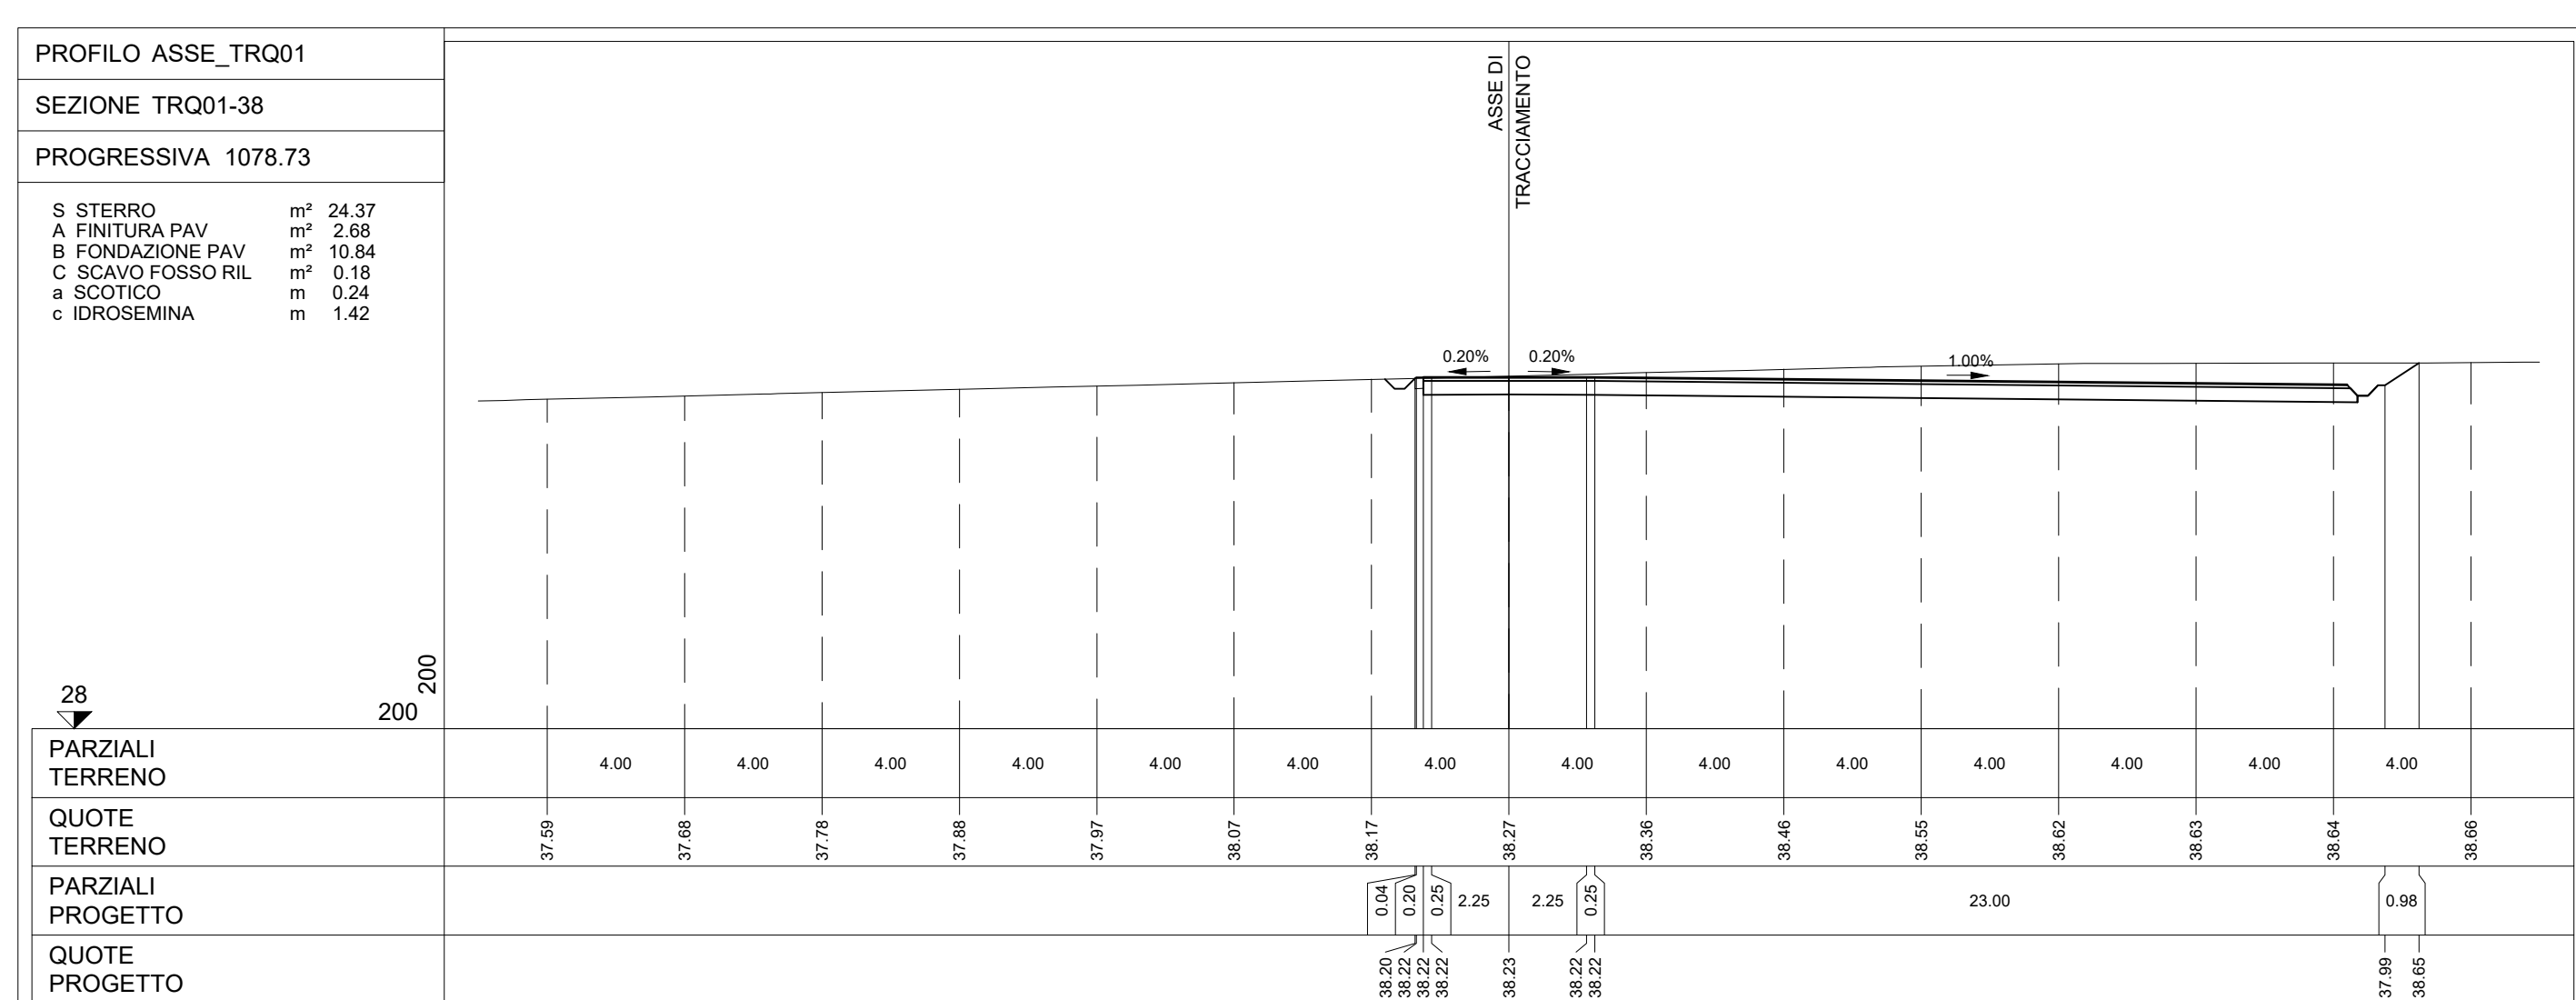 PROFILO ASSE_TRQ01
SEZIONE TRQ01-38
PROGRESSIVA 1078.73
S STERRO m² 24.37
A FINITURA PAV m² 2.68
B FONDAZIONE PAV m² 10.84
C SCAVO FOSSO RIL m² 0.18
a SCOTICO m 0.24
c IDROSEMINA m 1.42
ASSE DI
TRACCIAMENTO
0.20% 0.20% 1.00%
200
28
200
PARZIALI
TERRENO
4.00 4.00 4.00 4.00 4.00 4.00 4.00 4.00 4.00 4.00 4.00 4.00 4.00 4.00
QUOTE
TERRENO
37.59 37.68 37.78 37.88 37.97 38.07 38.17 38.27 38.36 38.46 38.55 38.62 38.63 38.64 38.66
PARZIALI
PROGETTO
0.04 0.20 0.25 2.25 2.25 0.25 23.00 0.98
QUOTE
PROGETTO
38.20 38.22 38.22 38.22 38.23 38.22 38.22 37.99 38.65